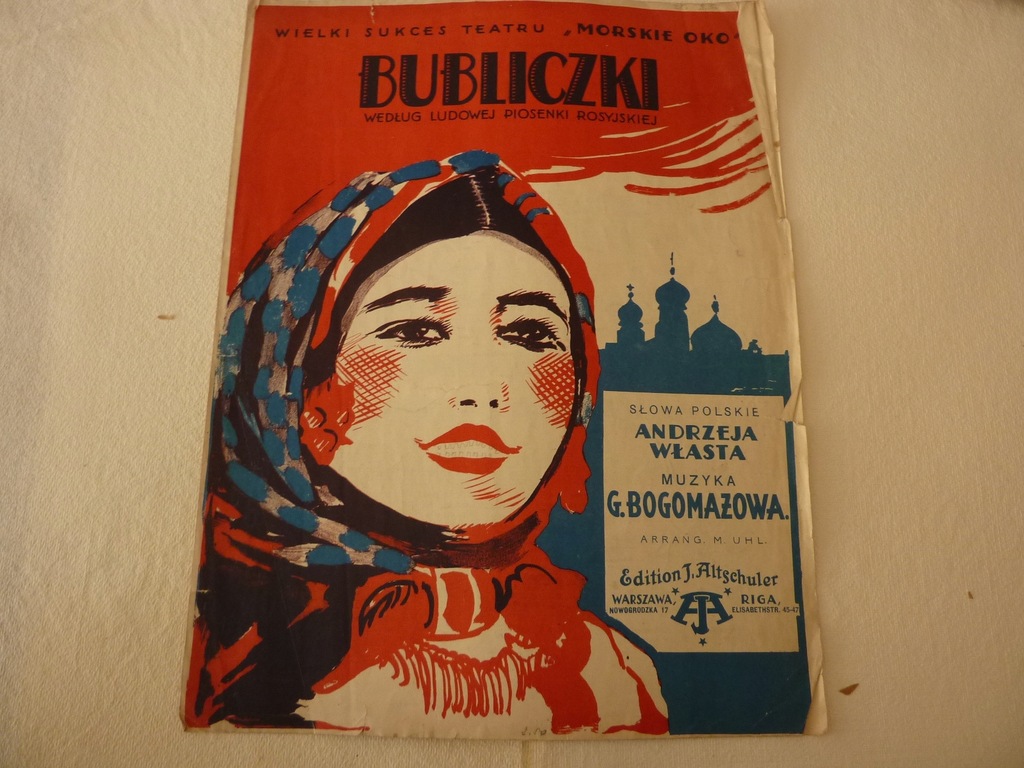 WIELKI SUKCES TEATRU „MORSKIE OKO"
BUBLICZKI
WEDŁUG LUDOWEJ PIOSENKI ROSYJSKIEJ
SŁOWA POLSKIE
ANDRZEJA
WŁASTA
MUZYKA
G. BOGOMAZOWA.
ARRANG. M. UHL.
Edition J. Altschuler
WARSZAWA, RIGA,
NOWOGRODZKA 17 ELISABETHSTR. 45-47
AJ